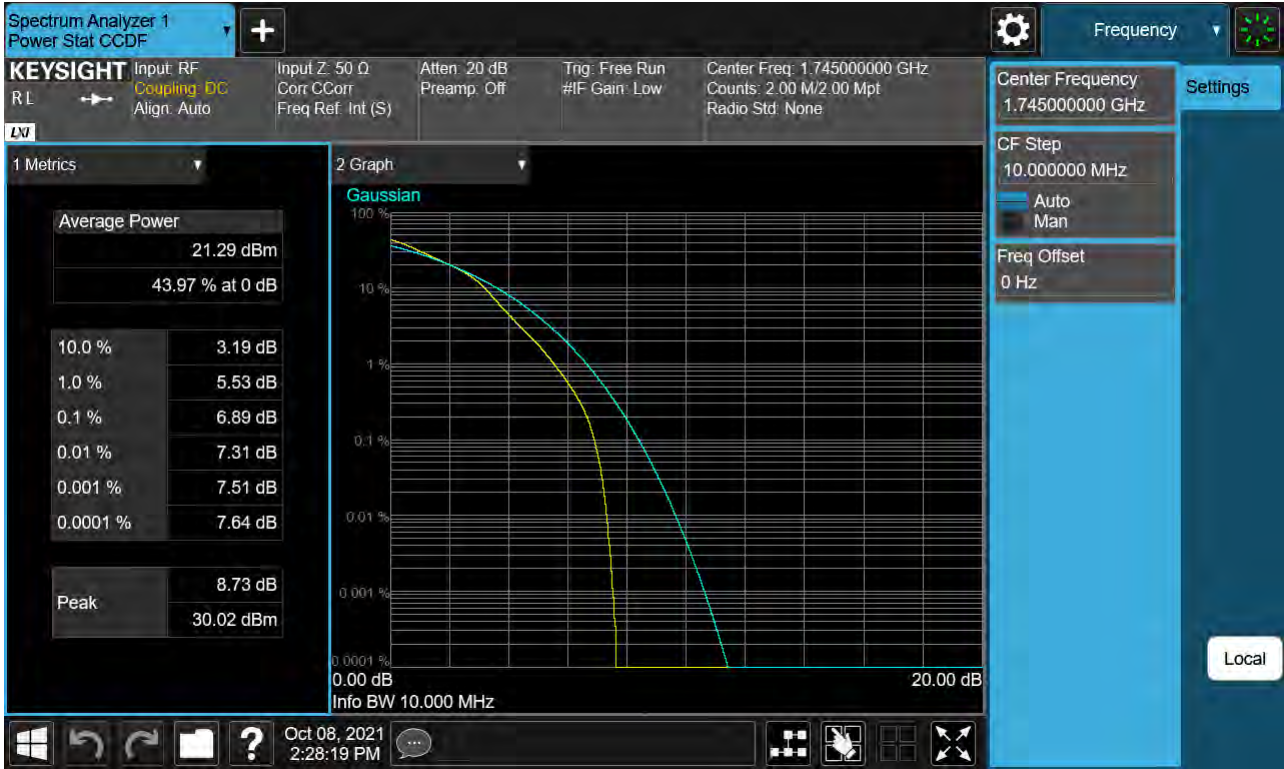 Spectrum Analyzer 1
Power Stat CCDF
+
Frequency
KEYSIGHT
R L
LXI
Input: RF
Coupling: DC
Align: Auto
Input Z: 50 Ω
Corr CCorr
Freq Ref: Int (S)
Atten: 20 dB
Preamp: Off
Trig: Free Run
#IF Gain: Low
Center Freq: 1.745000000 GHz
Counts: 2.00 M/2.00 Mpt
Radio Std: None
Center Frequency
1.745000000 GHz
Settings
CF Step
10.000000 MHz
Auto
Man
Freq Offset
0 Hz
1 Metrics
Average Power
21.29 dBm
43.97 % at 0 dB
10.0 % 3.19 dB
1.0 % 5.53 dB
0.1 % 6.89 dB
0.01 % 7.31 dB
0.001 % 7.51 dB
0.0001 % 7.64 dB
Peak
8.73 dB
30.02 dBm
2 Graph
Gaussian
100 %
10 %
1 %
0.1 %
0.01 %
0.001 %
0.0001 %
0.00 dB
20.00 dB
Info BW 10.000 MHz
Local
?
Oct 08, 2021
2:28:19 PM